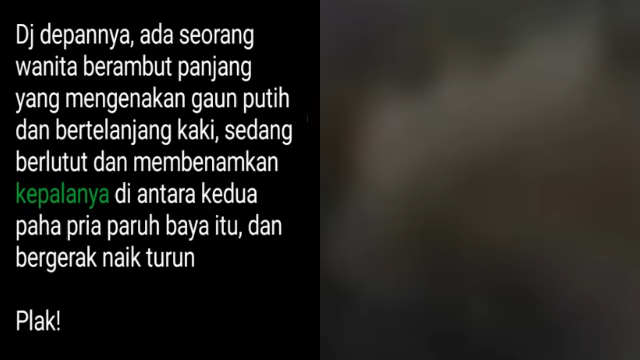 Dj depannya, ada seorang
wanita berambut panjang
yang mengenakan gaun putih
dan bertelanjang kaki, sedang
berlutut dan membenamkan
kepalanya di antara kedua
paha pria paruh baya itu, dan
bergerak naik turun
Plak!